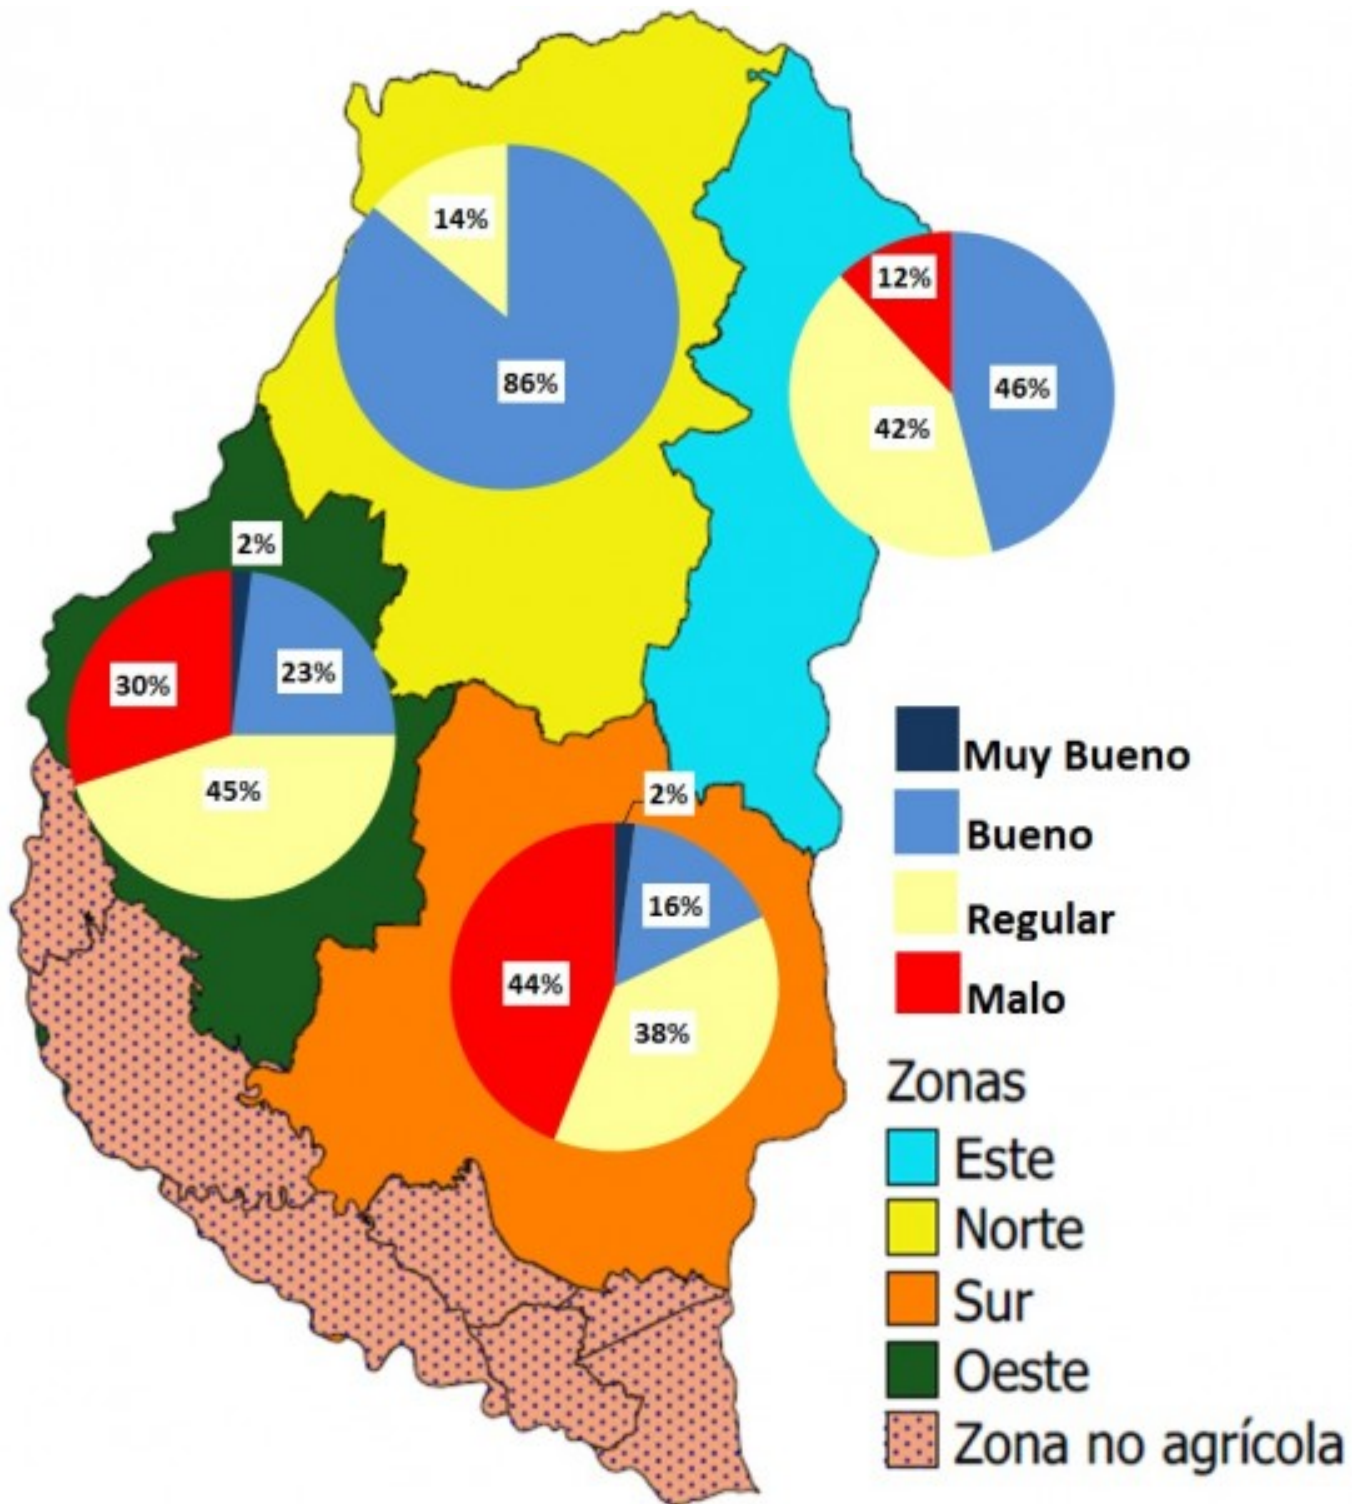 14%
86%
12%
46%
42%
2%
30%
23%
45%
2%
16%
44%
38%
Muy Bueno
Bueno
Regular
Malo
Zonas
Este
Norte
Sur
Oeste
Zona no agrícola